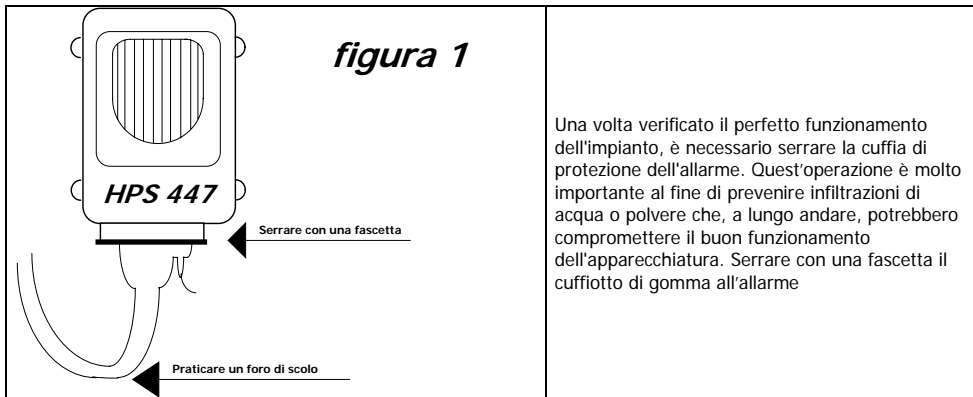 figura 1
HPS 447
Serrare con una fascetta
Praticare un foro di scolo
Una volta verificato il perfetto funzionamento
dell'impianto, è necessario serrare la cuffia di
protezione dell'allarme. Quest'operazione è molto
importante al fine di prevenire infiltrazioni di
acqua o polvere che, a lungo andare, potrebbero
compromettere il buon funzionamento
dell'apparecchiatura. Serrare con una fascetta il
cuffiotto di gomma all'allarme